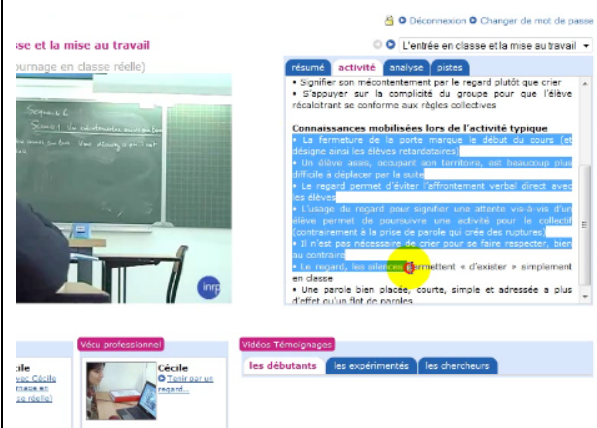 Déconnexion Changer de mot de passe
sse et la mise au travail
L'entrée en classe et la mise au travail
ournage en classe réelle)
résumé activité analyse pistes
• Signifier son mécontentement par le regard plutôt que crier
• S'appuyer sur la complicité du groupe pour que l'élève
récalcitrant se conforme aux règles collectives
Connaissances mobilisées lors de l'activité typique
• La fermeture de la porte marque le début du cours (et
désigne ainsi les élèves retardataires)
• Un élève assis, occupant son territoire, est beaucoup plus
difficile à déplacer par la suite
• Le regard permet d'éviter l'affrontement verbal direct avec
les élèves
• L'usage du regard pour signifier une attente vis-à-vis d'un
élève permet de poursuivre une activité pour le collectif
(contrairement à la prise de parole qui crée des ruptures)
• Il n'est pas nécessaire de crier pour se faire respecter, bien
au contraire
• Le regard, les silences permettent « d'exister » simplement
en classe
• Une parole bien placée, courte, simple et adressée a plus
d'effet qu'un flot de paroles
inrp
Vécu professionnel
Vidéos Témoignages
cile
avec Cécile
se réelle)
Cécile
Tenir par un
regard...
les débutants les expérimentés les chercheurs